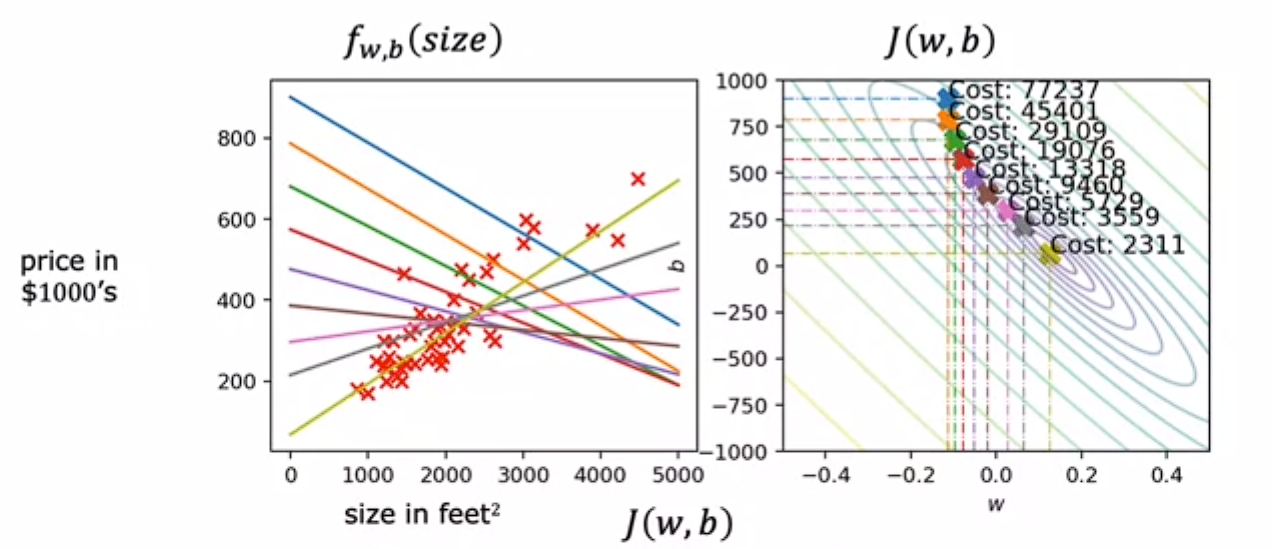 f_{w,b}(size)
J(w,b)
price in
$1000's
800
600
400
200
0
1000
2000
3000
4000
5000
size in feet²
b
1000
750
500
250
0
−250
−500
−750
−1000
Cost: 77237
Cost: 45401
Cost: 29109
Cost: 19076
Cost: 13318
Cost: 9460
Cost: 5729
Cost: 3559
Cost: 2311
−0.4
−0.2
0.0
0.2
0.4
w
J(w,b)